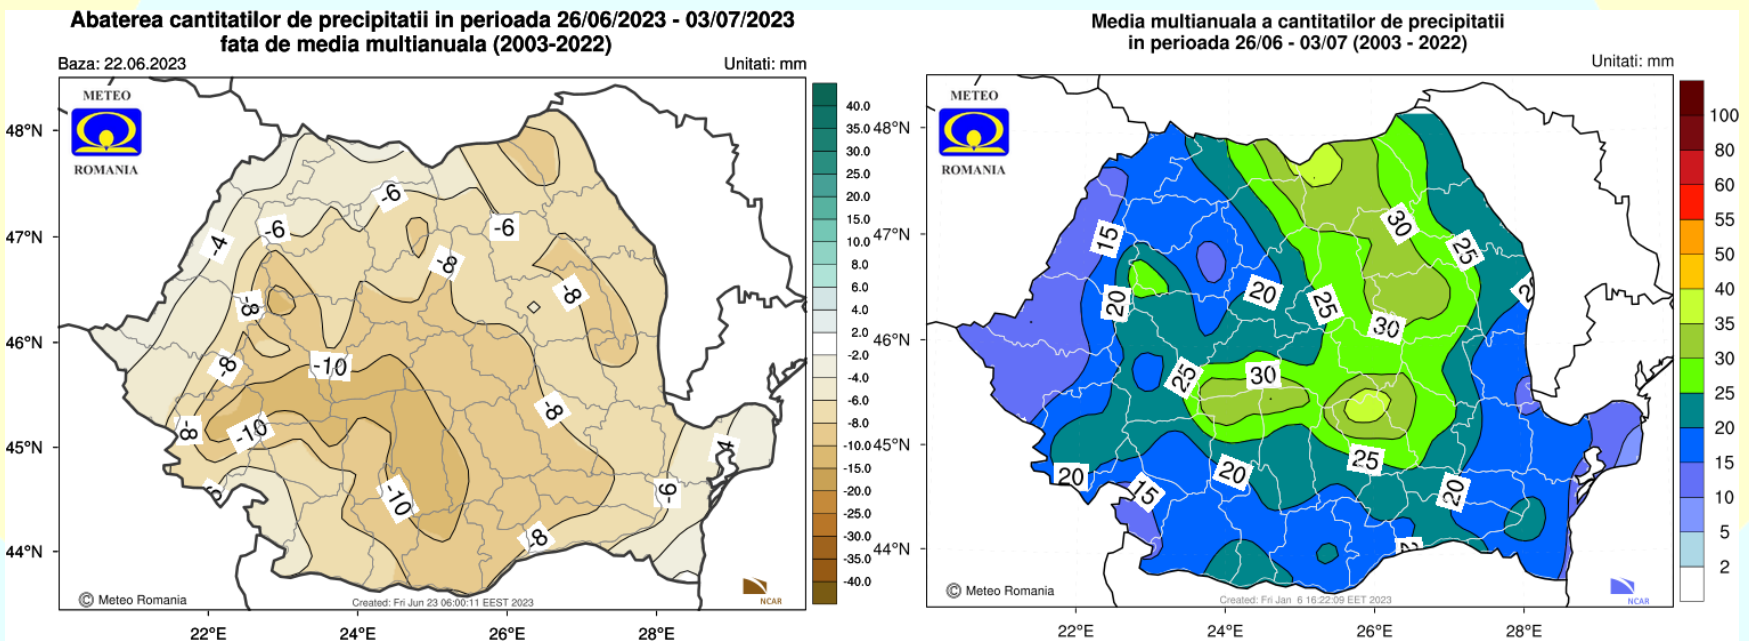 Abaterea cantitatilor de precipitatii in perioada 26/06/2023 - 03/07/2023
fata de media multianuala (2003-2022)
Baza: 22.06.2023
Unitati: mm
METEO
ROMANIA
48°N
47°N
46°N
45°N
44°N
22°E
24°E
26°E
28°E
-6
-6
-6
-4
-8
-8
-8
-8
-10
-8
-8
-10
-4
-10
-6
-8
40.0
35.0
30.0
25.0
20.0
15.0
10.0
8.0
6.0
4.0
2.0
-2.0
-4.0
-6.0
-8.0
-10.0
-15.0
-20.0
-25.0
-30.0
-35.0
-40.0
© Meteo Romania
Created: Fri Jun 23 06:00:11 EEST 2023
NCAR
Media multianuala a cantitatilor de precipitatii
in perioada 26/06 - 03/07 (2003 - 2022)
Unitati: mm
METEO
ROMANIA
48°N
47°N
46°N
45°N
44°N
22°E
24°E
26°E
28°E
30
15
25
20
20
25
30
25
30
25
20
20
15
20
100
80
60
55
50
40
35
30
25
20
15
10
5
2
© Meteo Romania
Created: Fri Jan 6 16:22:09 EET 2023
NCAR